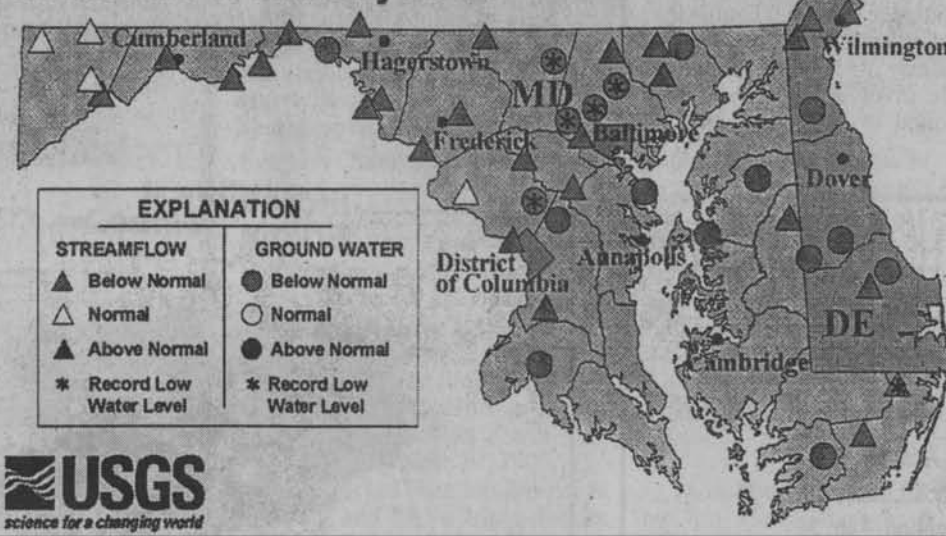 Cumberland
Hagerstown
Wilmington
MD
Frederick
Baltimore
Dover
District
of Columbia
Annapolis
DE
Cambridge
EXPLANATION
STREAMFLOW
Below Normal
Normal
Above Normal
* Record Low
Water Level
GROUND WATER
Below Normal
Normal
Above Normal
* Record Low
Water Level
USGS
science for a changing world